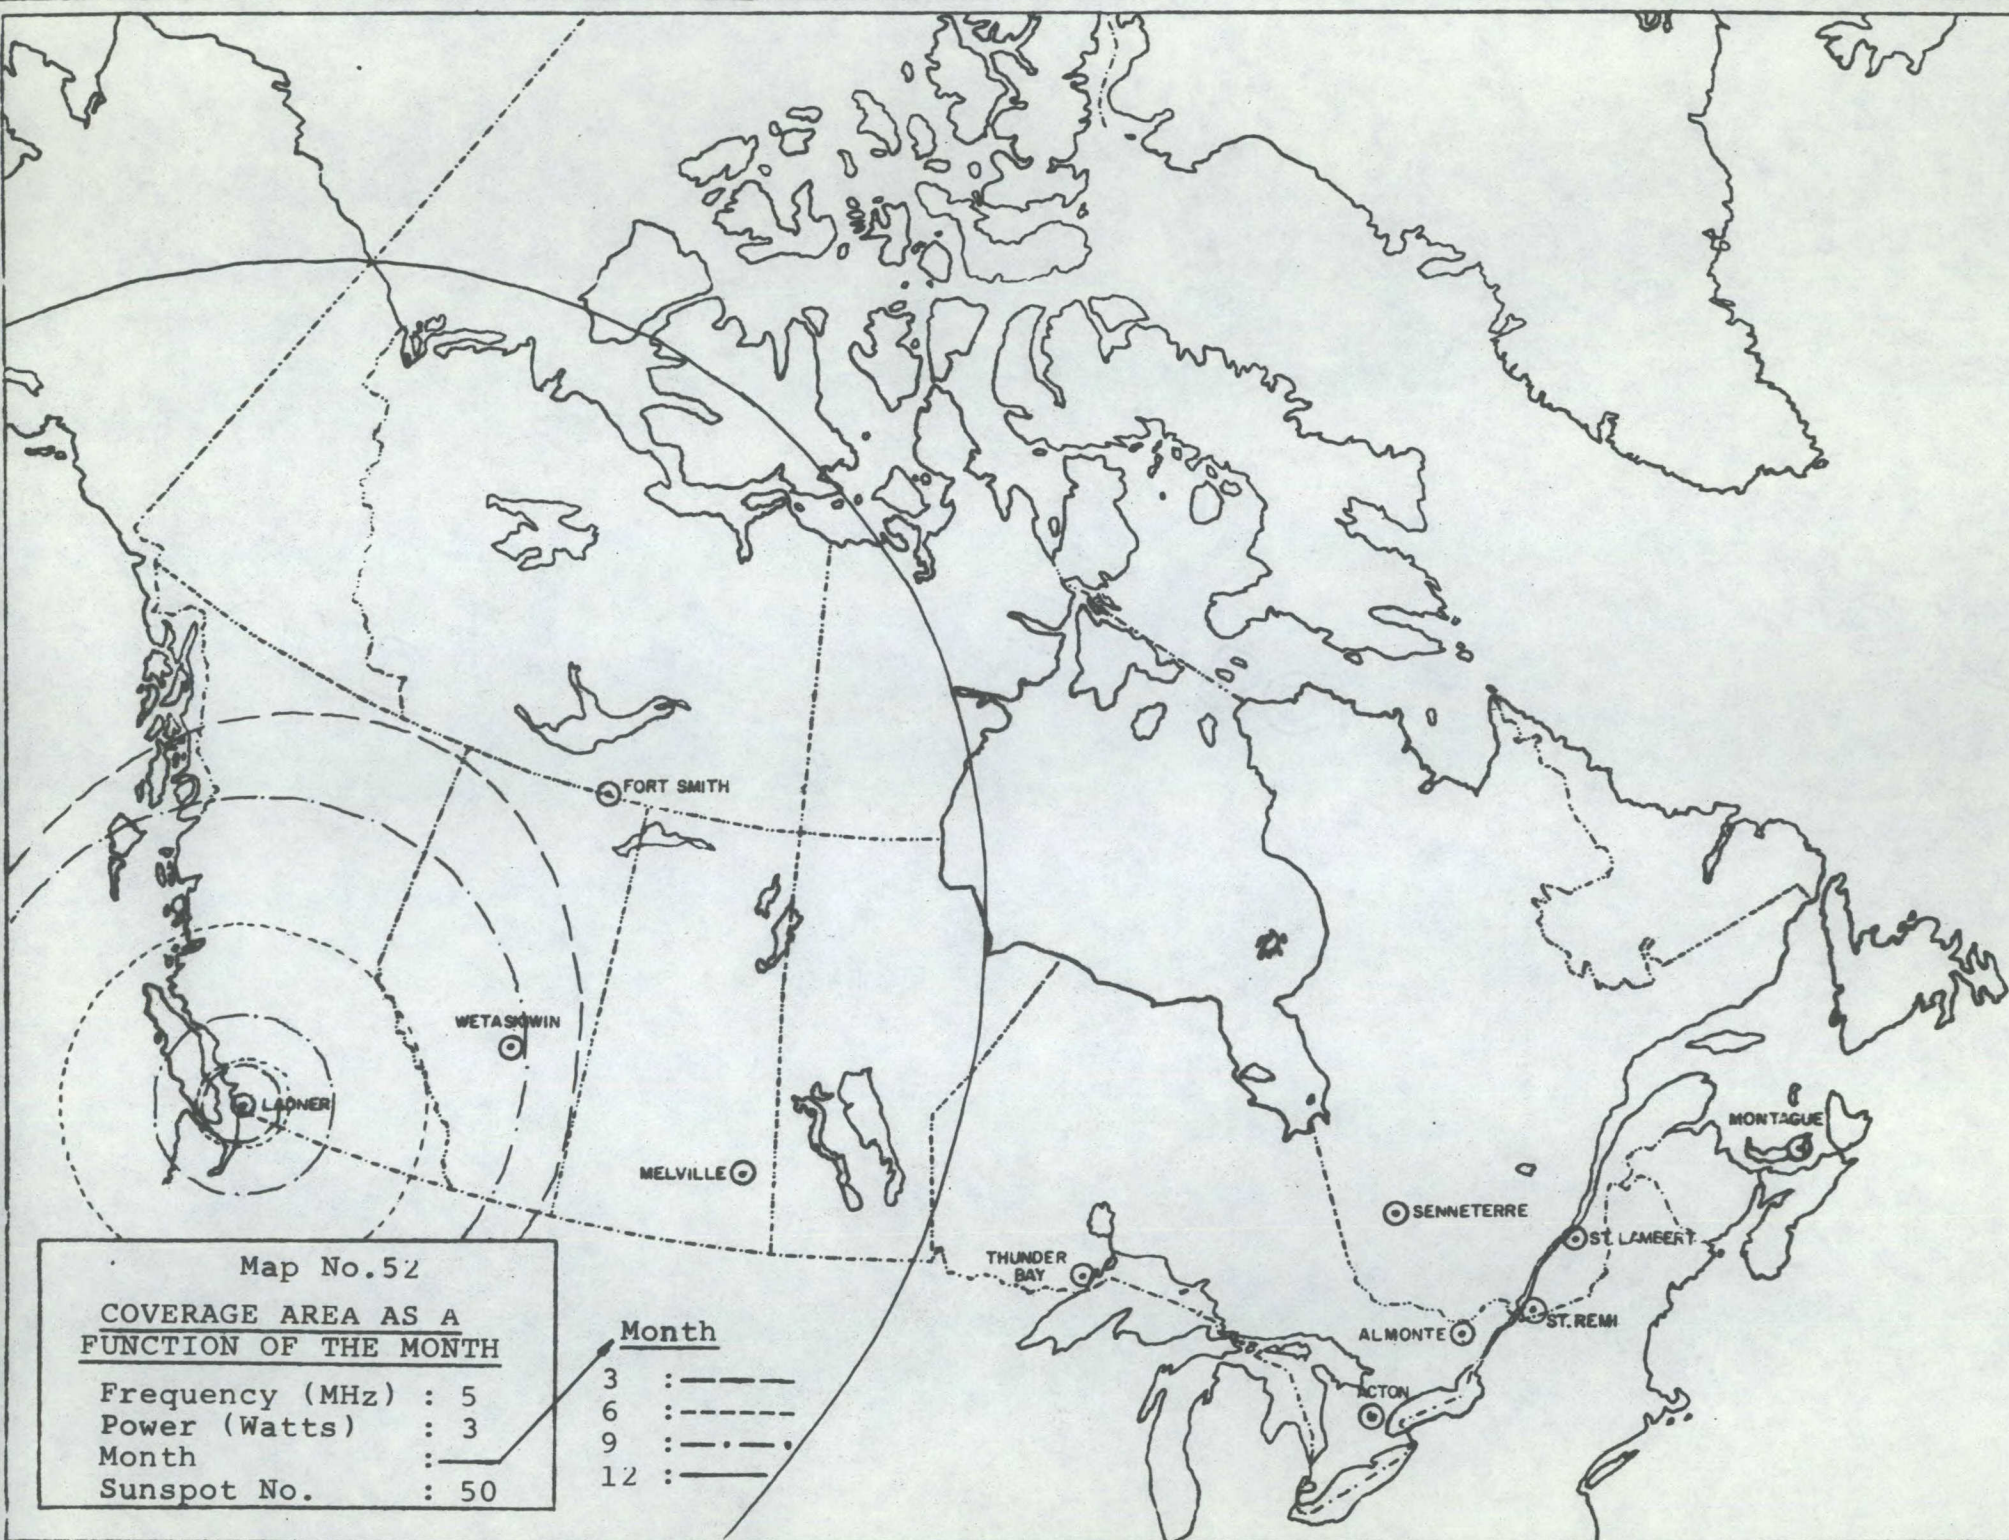 FORT SMITH
WETASKIWIN
LADNER
MELVILLE
MONTAGUE
SENNETERRE
ST. LAMBERT
THUNDER
BAY
ST. REMI
ALMONTE
ACTON
Map No.52
COVERAGE AREA AS A
FUNCTION OF THE MONTH
Frequency (MHz) : 5
Power (Watts) : 3
Month :
Sunspot No. : 50
Month
3 :
6 :
9 :
12 :